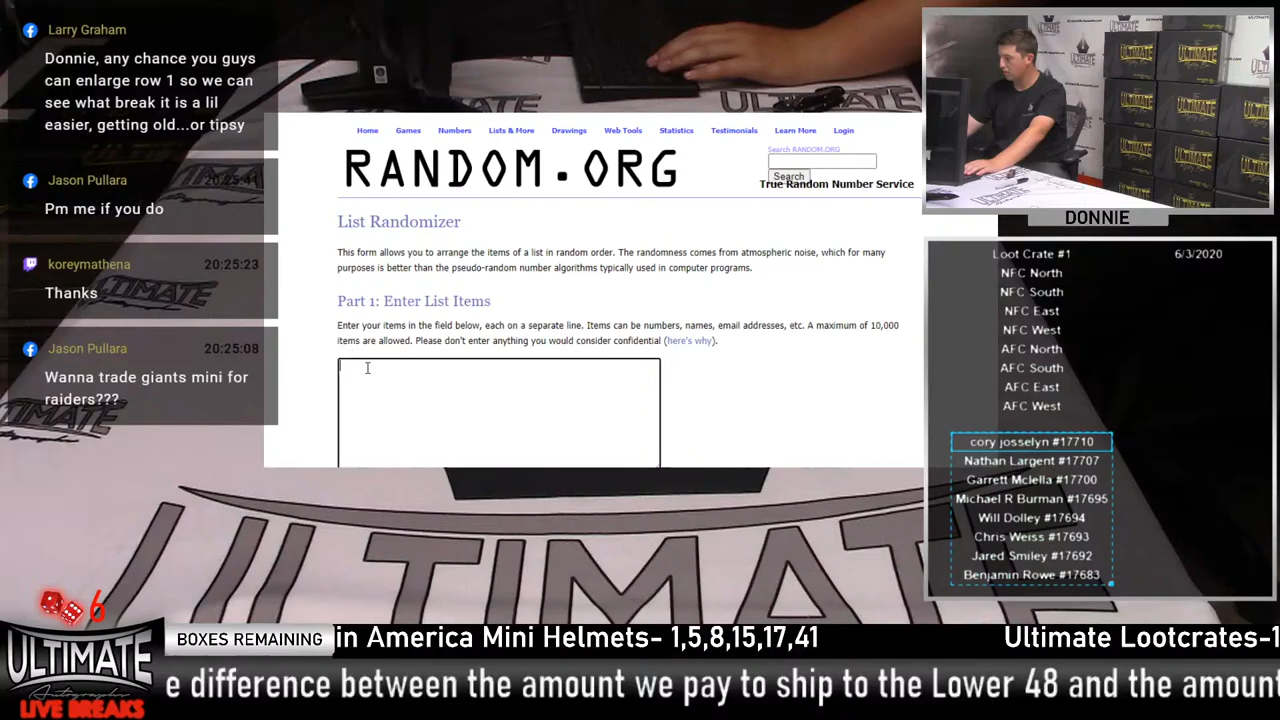 Larry Graham
Donnie, any chance you guys
can enlarge row 1 so we can
see what break it is a lil
easier, getting old...or tipsy
Jason Pullara 20:25:41
Pm me if you do
koreymathena 20:25:23
Thanks
Jason Pullara 20:25:08
Wanna trade giants mini for
raiders???
Home Games Numbers Lists & More Drawings Web Tools Statistics Testimonials Learn More Login
RANDOM.ORG
Search RANDOM.ORG
Search
True Random Number Service
List Randomizer
This form allows you to arrange the items of a list in random order. The randomness comes from atmospheric noise, which for many
purposes is better than the pseudo-random number algorithms typically used in computer programs.
Part 1: Enter List Items
Enter your items in the field below, each on a separate line. Items can be numbers, names, email addresses, etc. A maximum of 10,000
items are allowed. Please don't enter anything you would consider confidential (here's why).
DONNIE
Loot Crate #1 6/3/2020
NFC North
NFC South
NFC East
NFC West
AFC North
AFC South
AFC East
AFC West
cory josselyn #17710
Nathan Largent #17707
Garrett Mclella #17700
Michael R Burman #17695
Will Dolley #17694
Chris Weiss #17693
Jared Smiley #17692
Benjamin Rowe #17683
ULTIMATE
6
ULTIMATE
Autographs
LIVE BREAKS
BOXES REMAINING
in America Mini Helmets- 1,5,8,15,17,41 Ultimate Lootcrates-1
e difference between the amount we pay to ship to the Lower 48 and the amount